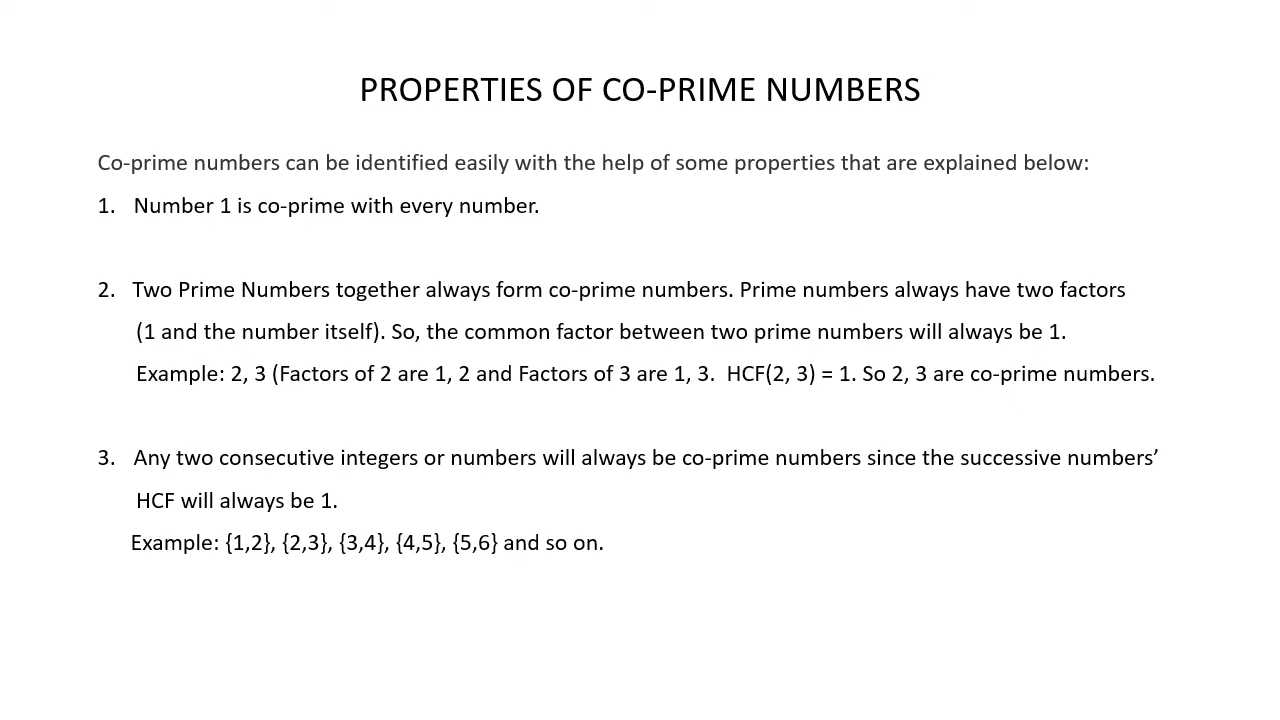 PROPERTIES OF CO-PRIME NUMBERS
Co-prime numbers can be identified easily with the help of some properties that are explained below:
1. Number 1 is co-prime with every number.
2. Two Prime Numbers together always form co-prime numbers. Prime numbers always have two factors
(1 and the number itself). So, the common factor between two prime numbers will always be 1.
Example: 2, 3 (Factors of 2 are 1, 2 and Factors of 3 are 1, 3.  HCF(2, 3) = 1. So 2, 3 are co-prime numbers.
3. Any two consecutive integers or numbers will always be co-prime numbers since the successive numbers’
HCF will always be 1.
Example: {1,2}, {2,3}, {3,4}, {4,5}, {5,6} and so on.